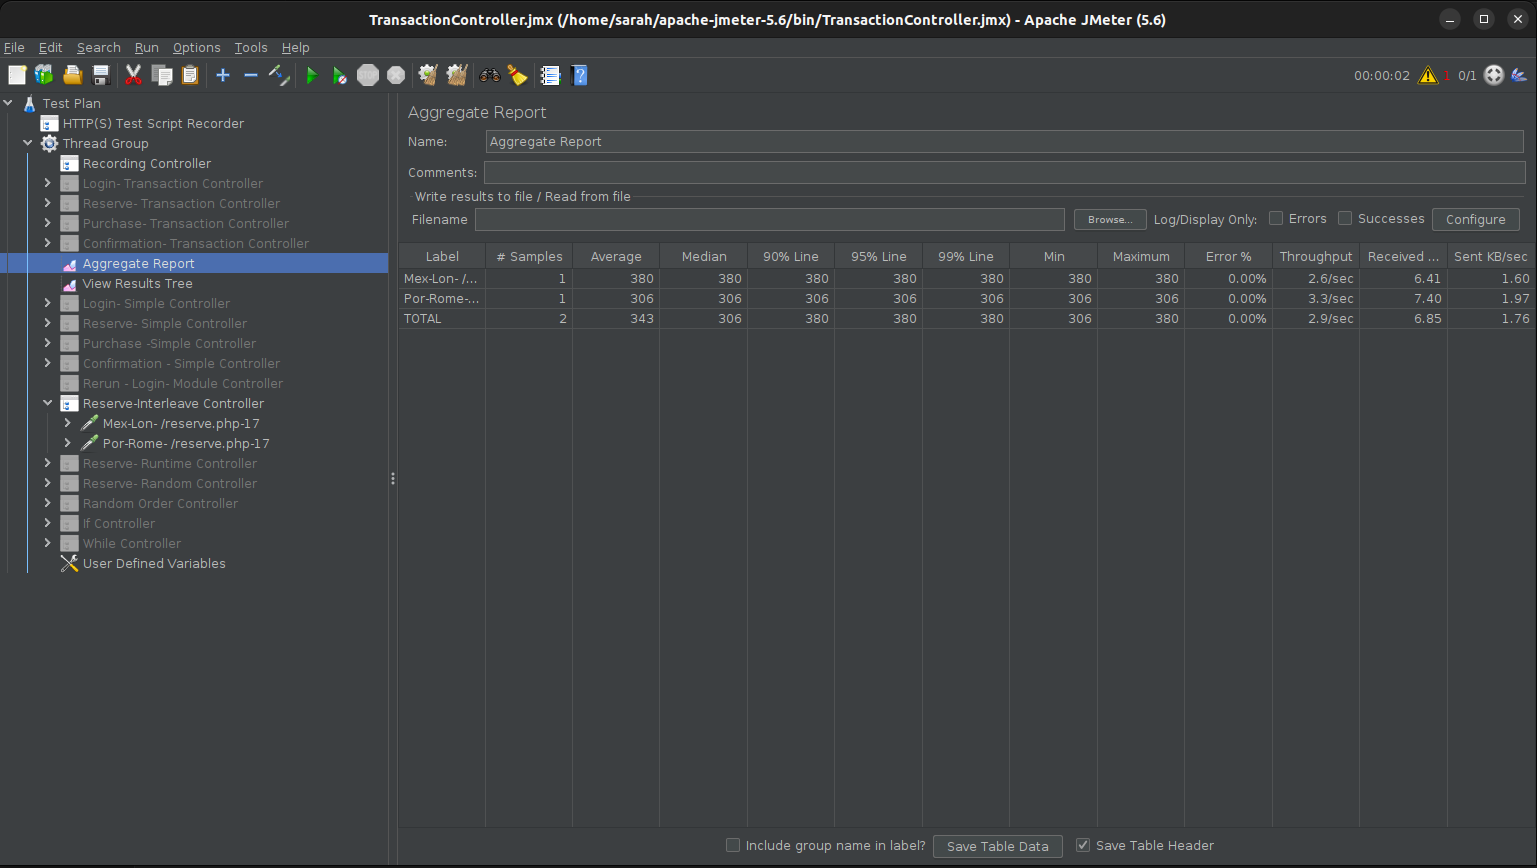 TransactionController.jmx (/home/sarah/apache-jmeter-5.6/bin/TransactionController.jmx) - Apache JMeter (5.6)
File Edit Search Run Options Tools Help
STOP
00:00:02 1 0/1
Test Plan
HTTP(S) Test Script Recorder
Thread Group
Recording Controller
Login- Transaction Controller
Reserve- Transaction Controller
Purchase- Transaction Controller
Confirmation- Transaction Controller
Aggregate Report
View Results Tree
Login- Simple Controller
Reserve- Simple Controller
Purchase -Simple Controller
Confirmation - Simple Controller
Rerun - Login- Module Controller
Reserve-Interleave Controller
Mex-Lon- /reserve.php-17
Por-Rome- /reserve.php-17
Reserve- Runtime Controller
Reserve- Random Controller
Random Order Controller
If Controller
While Controller
User Defined Variables
Aggregate Report
Name: Aggregate Report
Comments:
Write results to file / Read from file
Filename Browse... Log/Display Only: Errors Successes Configure
Label # Samples Average Median 90% Line 95% Line 99% Line Min Maximum Error % Throughput Received ... Sent KB/sec
Mex-Lon- /... 1 380 380 380 380 380 380 380 0.00% 2.6/sec 6.41 1.60
Por-Rome-... 1 306 306 306 306 306 306 306 0.00% 3.3/sec 7.40 1.97
TOTAL 2 343 306 380 380 380 306 380 0.00% 2.9/sec 6.85 1.76
Include group name in label? Save Table Data Save Table Header